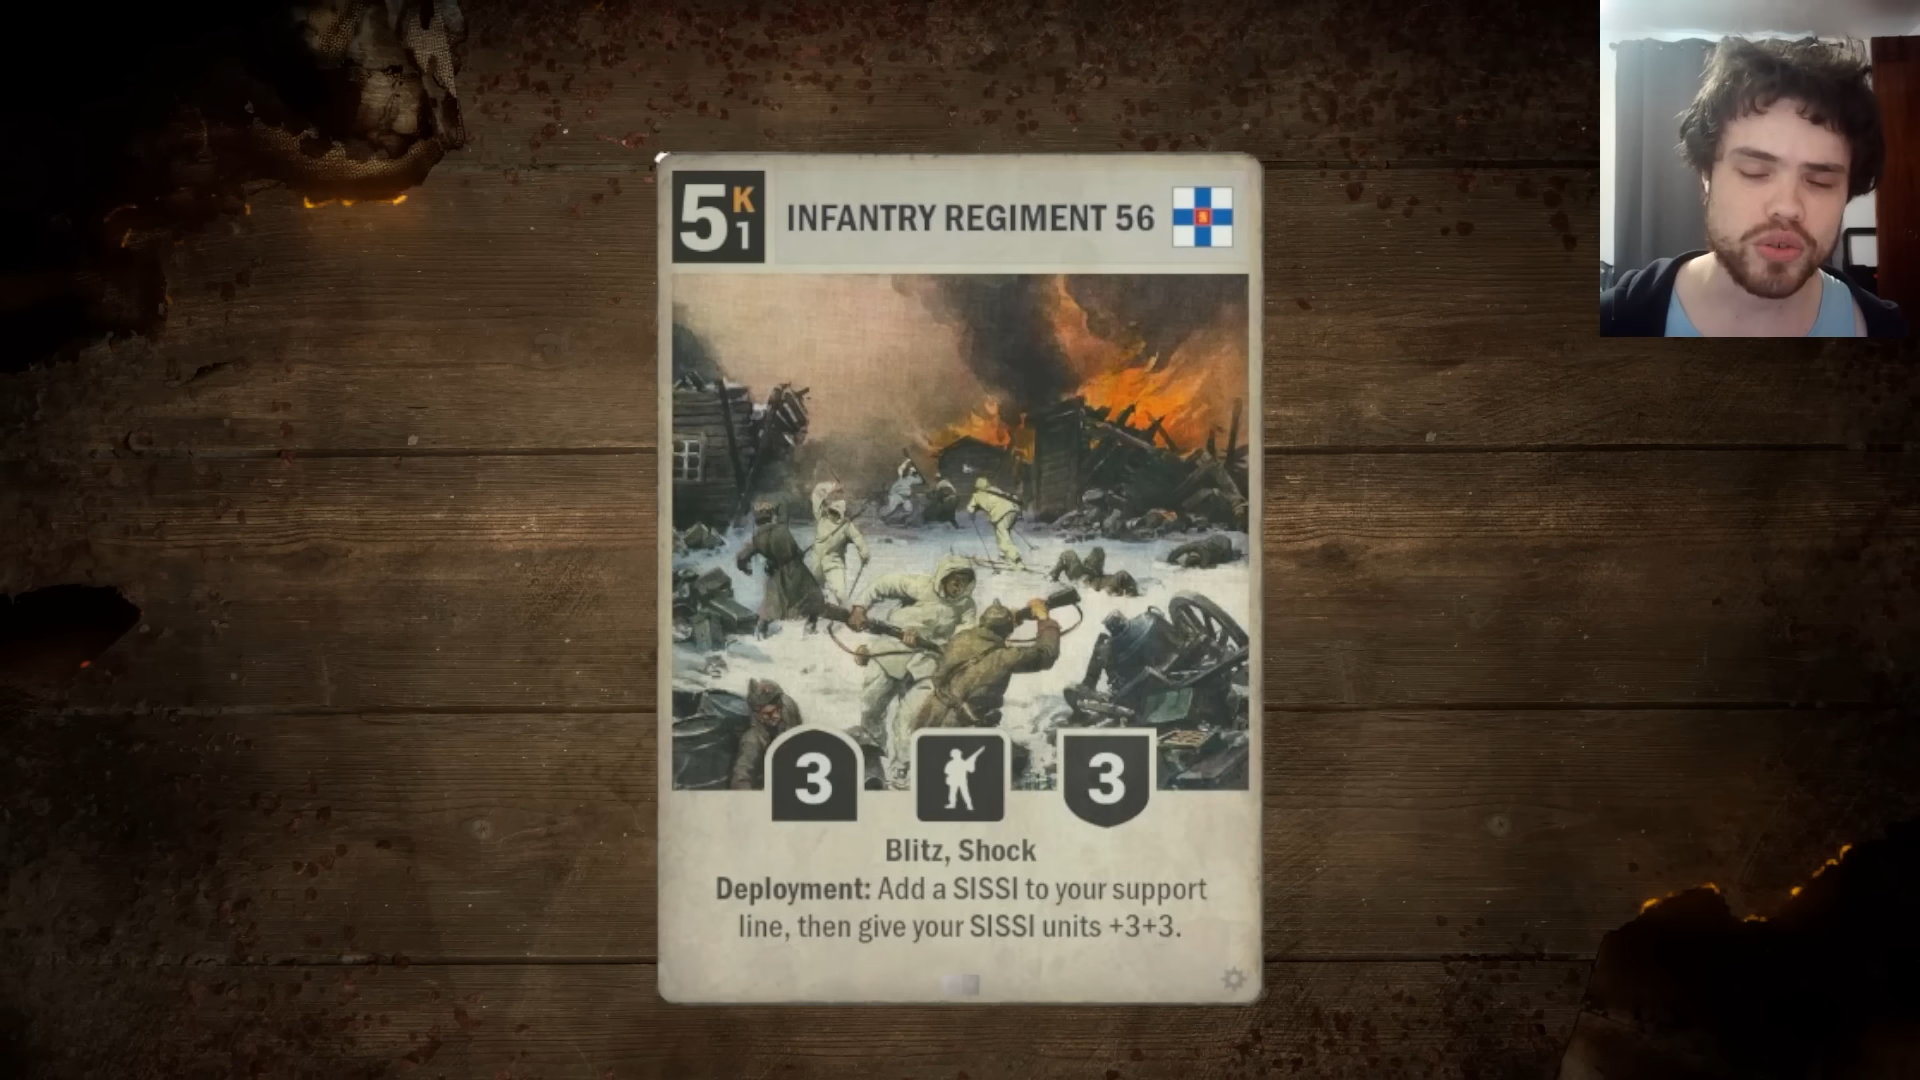 5K
1
INFANTRY REGIMENT 56
3
3
Blitz, Shock
Deployment: Add a SISSI to your support
line, then give your SISSI units +3+3.